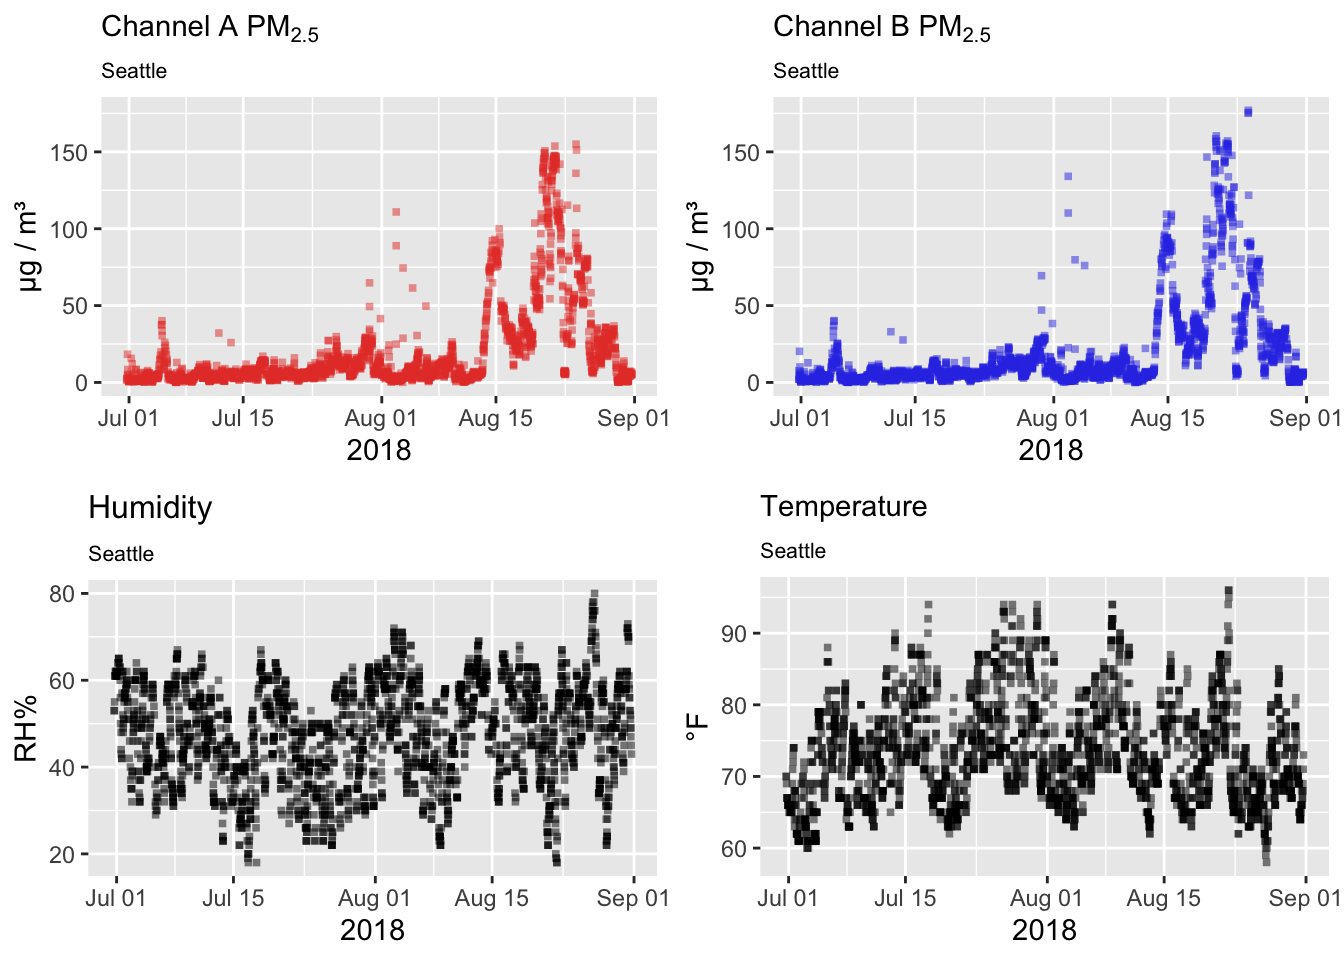 Channel A PM2.5
Seattle
µg / m³
150
100
50
0
Jul 01 Jul 15 Aug 01 Aug 15 Sep 01
2018
Channel B PM2.5
Seattle
µg / m³
150
100
50
0
Jul 01 Jul 15 Aug 01 Aug 15 Sep 01
2018
Humidity
Seattle
RH%
80
60
40
20
Jul 01 Jul 15 Aug 01 Aug 15 Sep 01
2018
Temperature
Seattle
°F
90
80
70
60
Jul 01 Jul 15 Aug 01 Aug 15 Sep 01
2018